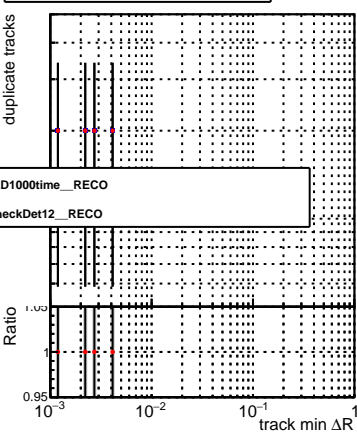 duplicate tracks
D1000time__RECO
eckDet12__RECO
Ratio
1.05
1
0.95
10−3
10−2
10−1
1
track min ΔR